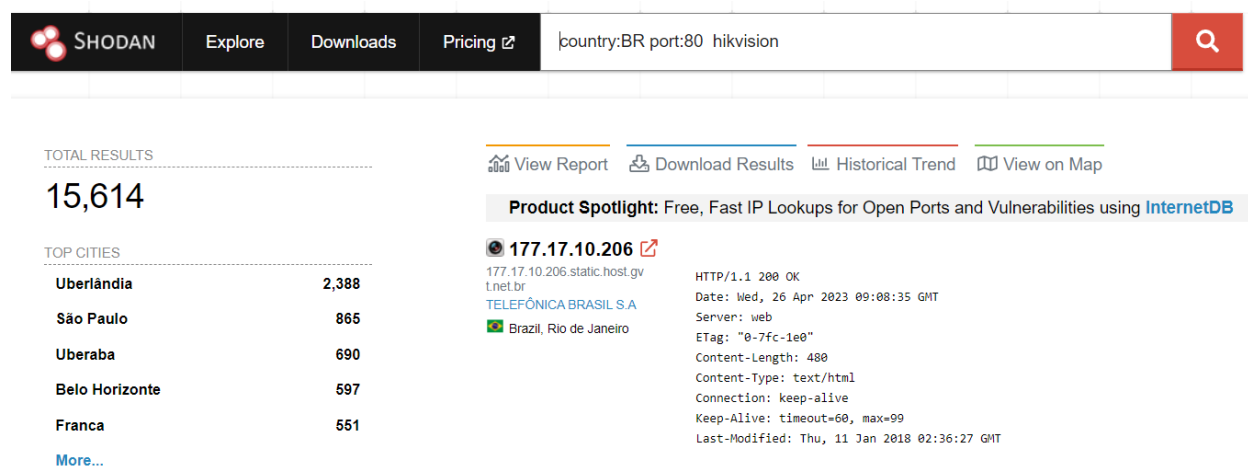 SHODAN Explore Downloads Pricing country:BR port:80 hikvision
TOTAL RESULTS
15,614
TOP CITIES
Uberlândia 2,388
São Paulo 865
Uberaba 690
Belo Horizonte 597
Franca 551
More...
View Report Download Results Historical Trend View on Map
Product Spotlight: Free, Fast IP Lookups for Open Ports and Vulnerabilities using InternetDB
177.17.10.206
177.17.10.206.static.host.gv
t.net.br
TELEFÔNICA BRASIL S.A
Brazil, Rio de Janeiro
HTTP/1.1 200 OK
Date: Wed, 26 Apr 2023 09:08:35 GMT
Server: web
ETag: "0-7fc-1e0"
Content-Length: 480
Content-Type: text/html
Connection: keep-alive
Keep-Alive: timeout=60, max=99
Last-Modified: Thu, 11 Jan 2018 02:36:27 GMT